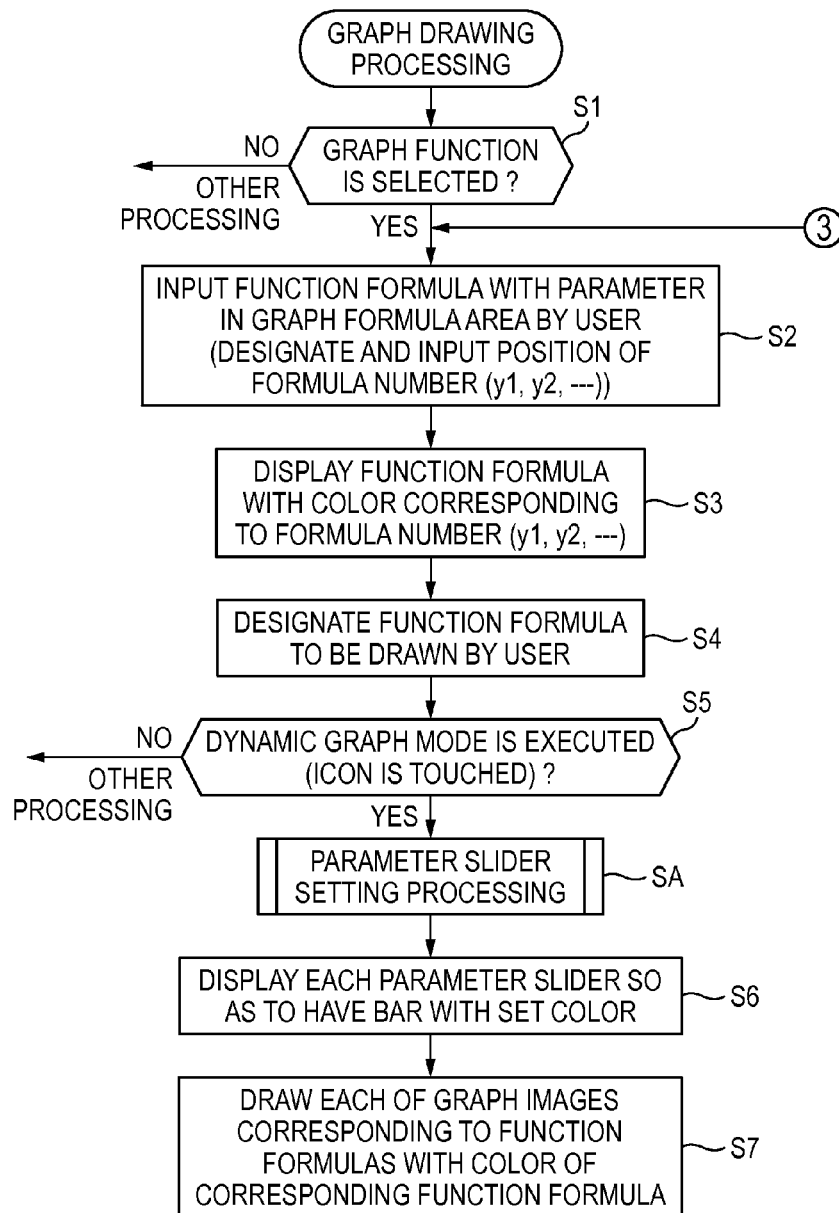 GRAPH DRAWING
PROCESSING
S1
GRAPH FUNCTION
IS SELECTED ?
NO
OTHER
PROCESSING
YES
3
INPUT FUNCTION FORMULA WITH PARAMETER
IN GRAPH FORMULA AREA BY USER
(DESIGNATE AND INPUT POSITION OF
FORMULA NUMBER (y1, y2, ---))
S2
DISPLAY FUNCTION FORMULA
WITH COLOR CORRESPONDING
TO FORMULA NUMBER (y1, y2, ---)
S3
DESIGNATE FUNCTION FORMULA
TO BE DRAWN BY USER
S4
S5
DYNAMIC GRAPH MODE IS EXECUTED
(ICON IS TOUCHED) ?
NO
OTHER
PROCESSING
YES
PARAMETER SLIDER
SETTING PROCESSING
SA
DISPLAY EACH PARAMETER SLIDER SO
AS TO HAVE BAR WITH SET COLOR
S6
DRAW EACH OF GRAPH IMAGES
CORRESPONDING TO FUNCTION
FORMULAS WITH COLOR OF
CORRESPONDING FUNCTION FORMULA
S7